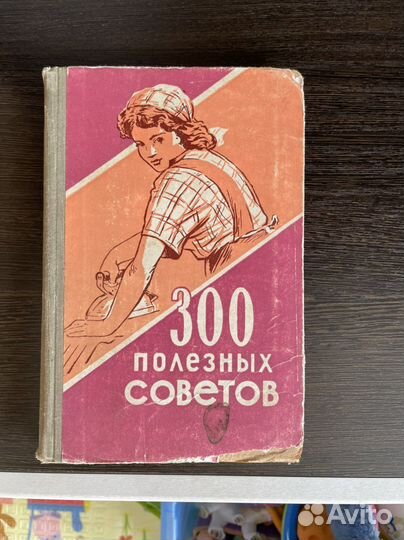 300
полезных
советов
Avito